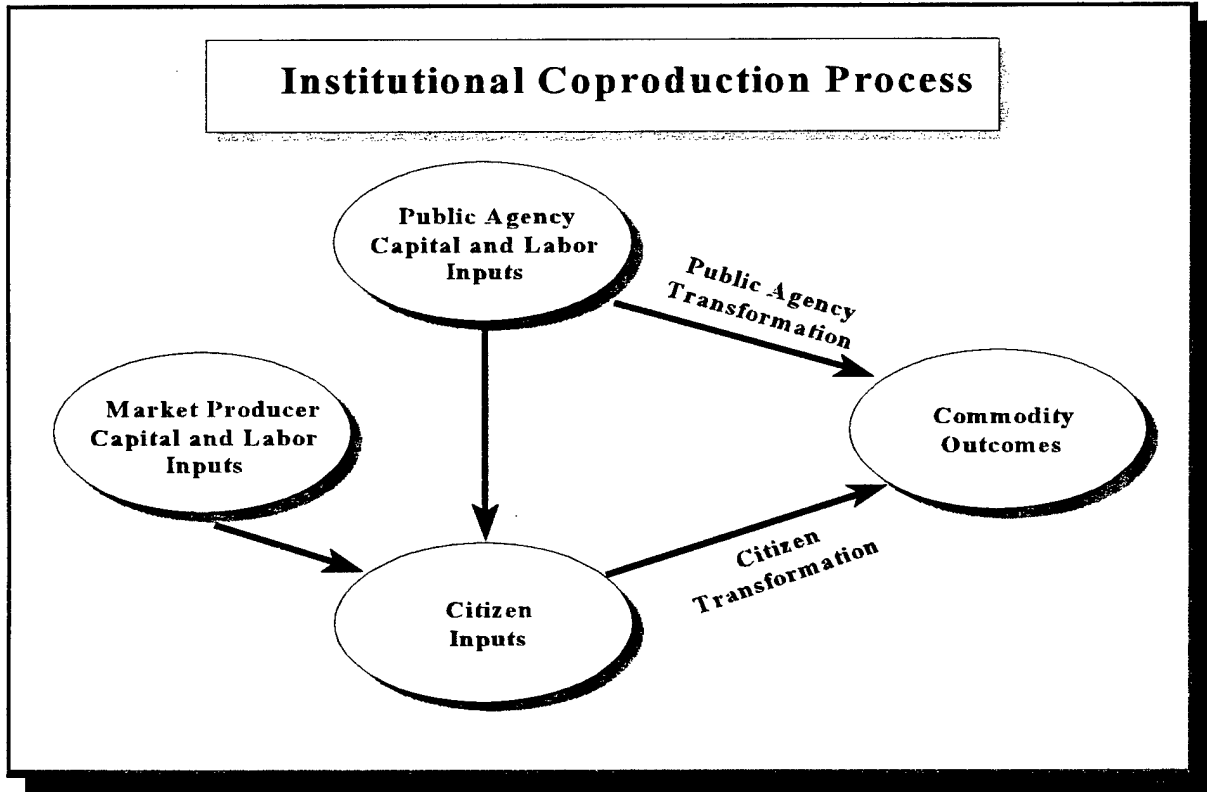 Institutional Coproduction Process
Public Agency
Capital and Labor
Inputs
Public Agency
Transformation
Market Producer
Capital and Labor
Inputs
Commodity
Outcomes
Citizen
Transformation
Citizen
Inputs